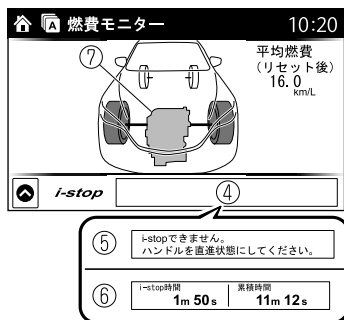 A 燃費モニター 10:20
平均燃費
(リセット後)
16.0
km/L
⑦
i-stop ④
⑤ i-stopできません。
ハンドルを直進状態にしてください。
⑥ i-stop時間 累積時間
1m 50s 11m 12s